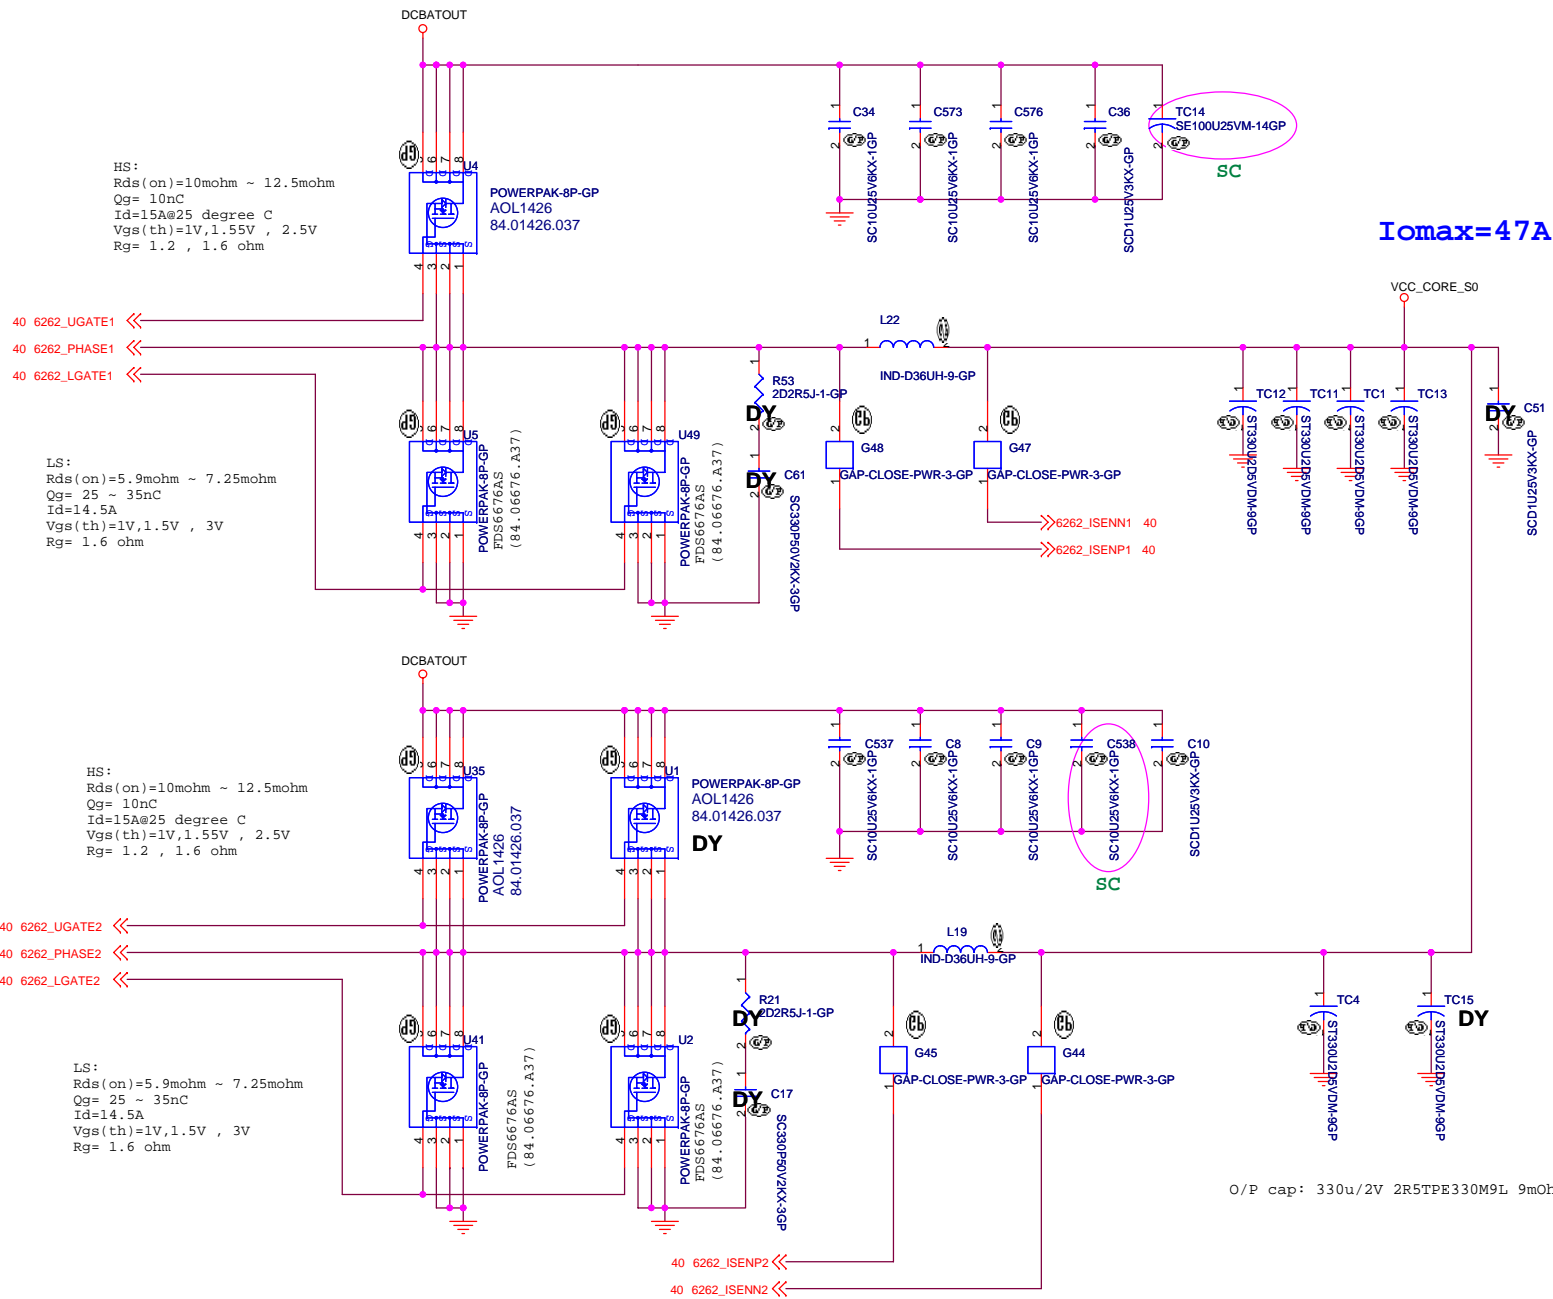 DCBATOUT
HS:
Rds(on)=10mohm ~ 12.5mohm
Qg= 10nC
Id=15A@25 degree C
Vgs(th)=1V,1.55V , 2.5V
Rg= 1.2 , 1.6 ohm
U4
POWERPAK-8P-GP
AOL1426
84.01426.037
C34
SC10U25V6KX-1GP
C573
SC10U25V6KX-1GP
C576
SC10U25V6KX-1GP
C36
SCD1U25V3KX-GP
TC14
SE100U25VM-14GP
SC
Iomax=47A
VCC_CORE_S0
40 6262_UGATE1
40 6262_PHASE1
40 6262_LGATE1
L22
IND-D36UH-9-GP
R53
2D2R5J-1-GP
DY
C61
DY
SC330P50V2KX-3GP
G48
GAP-CLOSE-PWR-3-GP
G47
GAP-CLOSE-PWR-3-GP
6262_ISENN1 40
6262_ISENP1 40
TC12
ST330U2D5VDM-9GP
TC11
ST330U2D5VDM-9GP
TC1
ST330U2D5VDM-9GP
TC13
ST330U2D5VDM-9GP
DY
C51
SCD1U25V3KX-GP
LS:
Rds(on)=5.9mohm ~ 7.25mohm
Qg= 25 ~ 35nC
Id=14.5A
Vgs(th)=1V,1.5V , 3V
Rg= 1.6 ohm
U5
POWERPAK-8P-GP
FDS6676AS
(84.06676.A37)
U49
POWERPAK-8P-GP
FDS6676AS
(84.06676.A37)
DCBATOUT
HS:
Rds(on)=10mohm ~ 12.5mohm
Qg= 10nC
Id=15A@25 degree C
Vgs(th)=1V,1.55V , 2.5V
Rg= 1.2 , 1.6 ohm
U35
POWERPAK-8P-GP
AOL1426
84.01426.037
U1
POWERPAK-8P-GP
AOL1426
84.01426.037
DY
C537
SC10U25V6KX-1GP
C8
SC10U25V6KX-1GP
C9
SC10U25V6KX-1GP
C538
SC10U25V6KX-1GP
C10
SCD1U25V3KX-GP
SC
40 6262_UGATE2
40 6262_PHASE2
40 6262_LGATE2
L19
IND-D36UH-9-GP
R21
2D2R5J-1-GP
DY
C17
DY
SC330P50V2KX-3GP
G45
GAP-CLOSE-PWR-3-GP
G44
GAP-CLOSE-PWR-3-GP
TC4
ST330U2D5VDM-9GP
TC15
DY
ST330U2D5VDM-9GP
LS:
Rds(on)=5.9mohm ~ 7.25mohm
Qg= 25 ~ 35nC
Id=14.5A
Vgs(th)=1V,1.5V , 3V
Rg= 1.6 ohm
U41
POWERPAK-8P-GP
FDS6676AS
(84.06676.A37)
U2
POWERPAK-8P-GP
FDS6676AS
(84.06676.A37)
O/P cap: 330u/2V 2R5TPE330M9L 9mOh
40 6262_ISENP2
40 6262_ISENN2